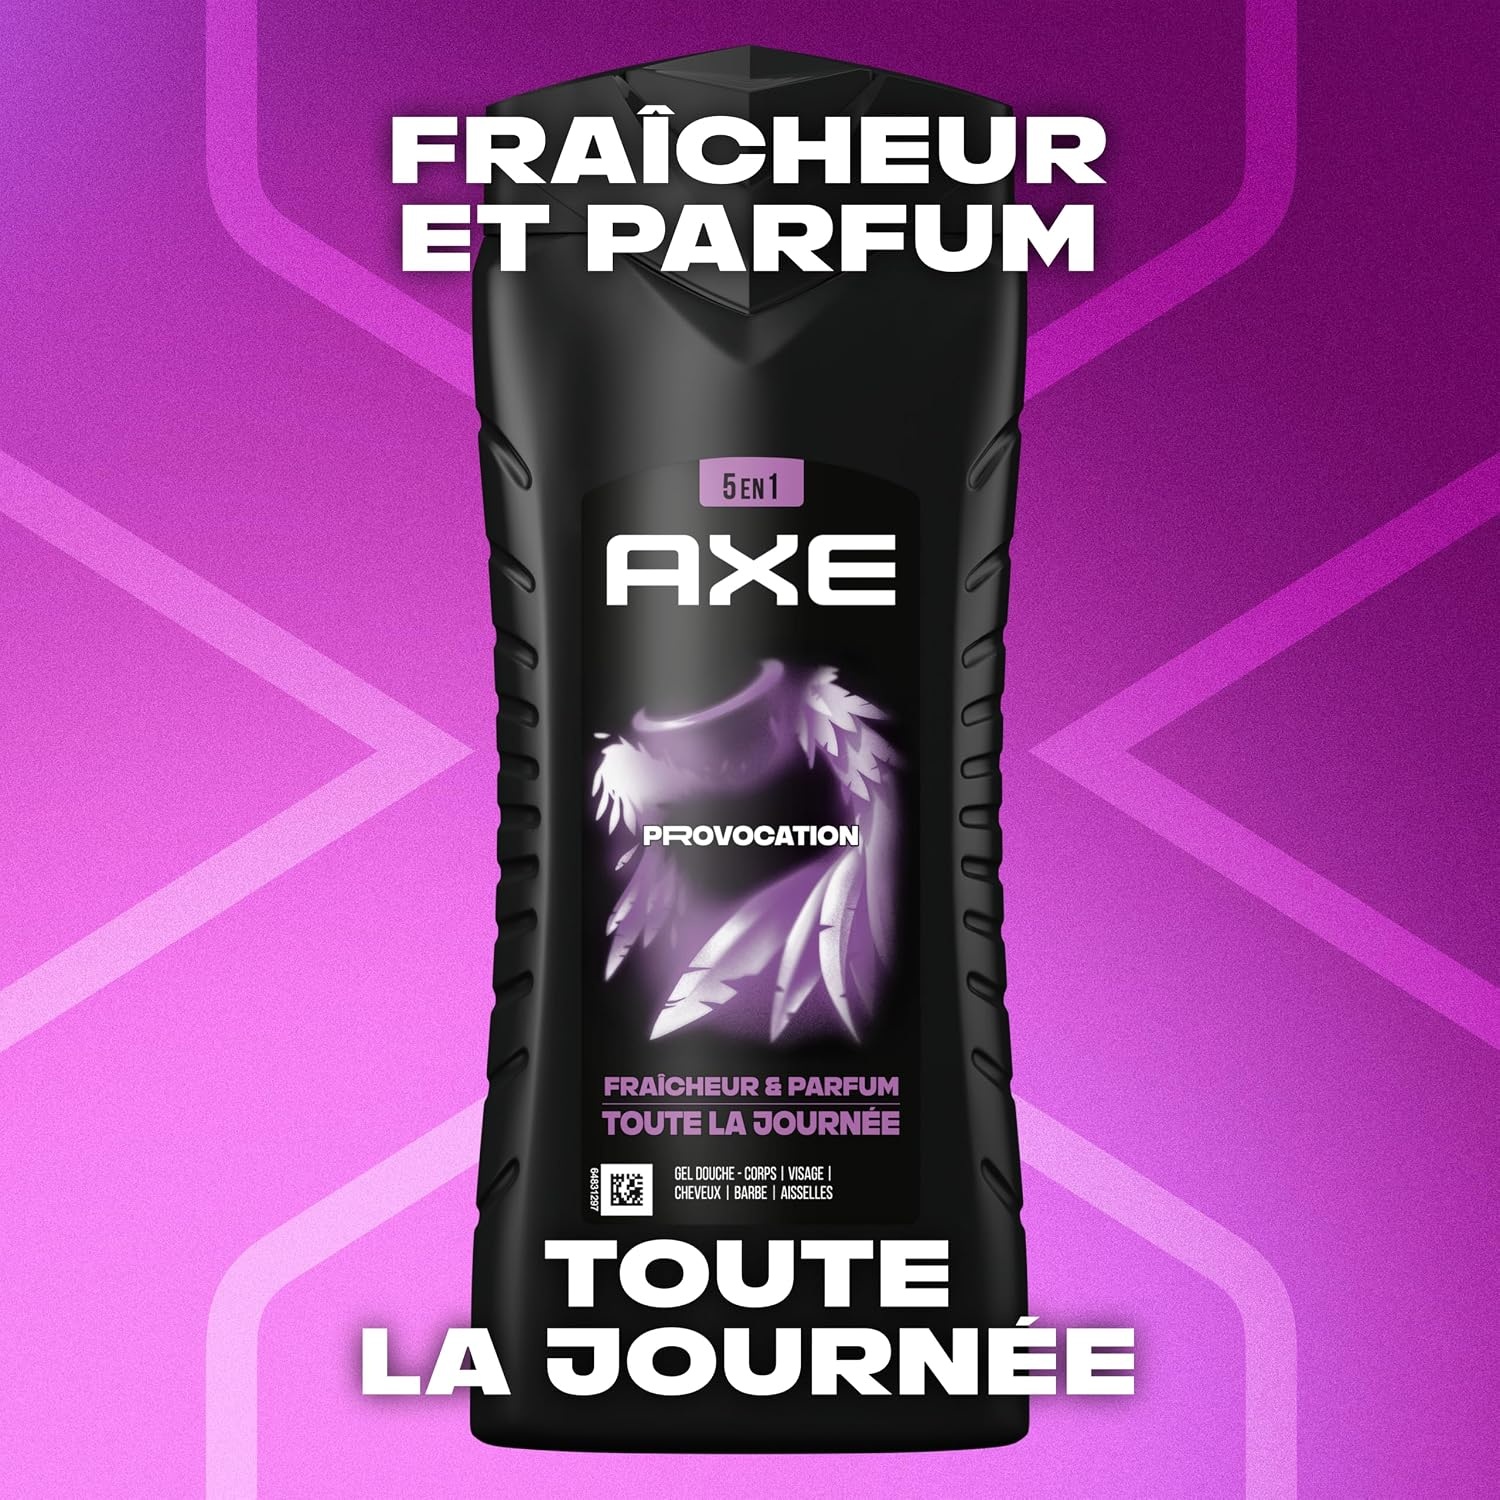 FRAÎCHEUR
ET PARFUM
5 EN 1
AXE
PROVOCATION
FRAÎCHEUR & PARFUM
TOUTE LA JOURNÉE
64831297
GEL DOUCHE - CORPS | VISAGE |
CHEVEUX | BARBE | AISSELLES
TOUTE
LA JOURNÉE